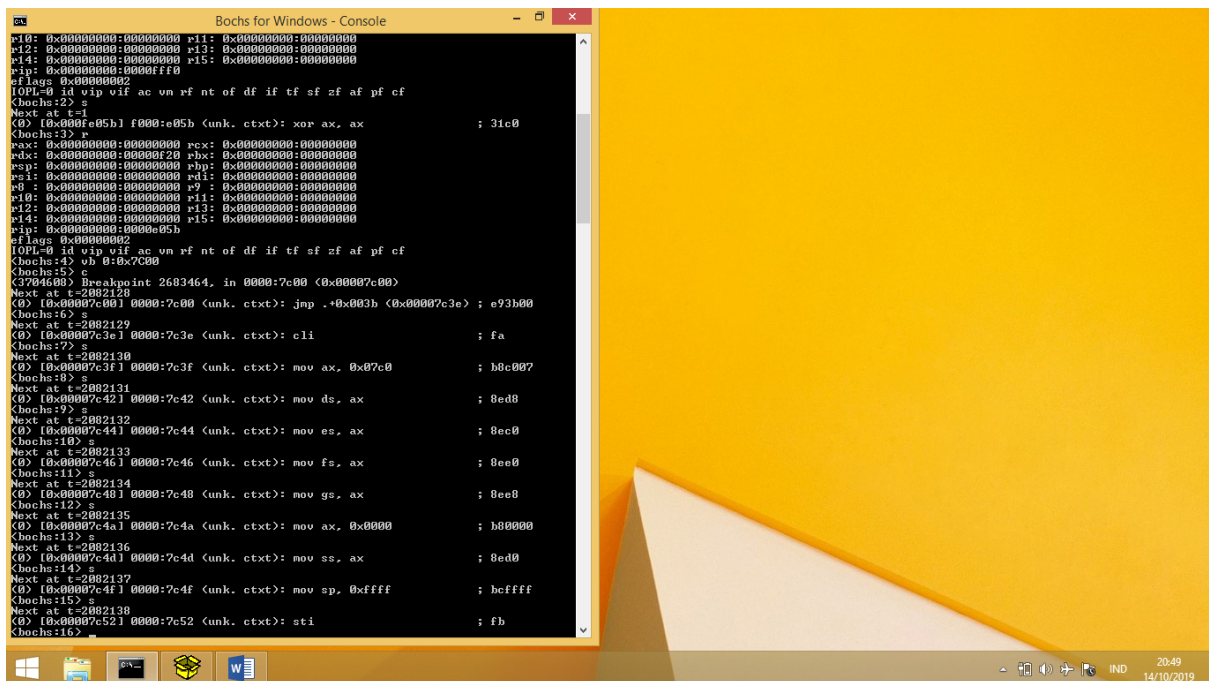 Bochs for Windows - Console
r10: 0x00000000:00000000 r11: 0x00000000:00000000
r12: 0x00000000:00000000 r13: 0x00000000:00000000
r14: 0x00000000:00000000 r15: 0x00000000:00000000
rip: 0x00000000:0000fff0
eflags 0x00000002
IOPL=0 id vip vif ac vm rf nt of df if tf sf zf af pf cf
<bochs:2> s
Next at t=1
(0) [0x000fe05b] f000:e05b (unk. ctxt): xor ax, ax ; 31c0
<bochs:3> r
rax: 0x00000000:00000000 rcx: 0x00000000:00000000
rdx: 0x00000000:00000f20 rbx: 0x00000000:00000000
rsp: 0x00000000:00000000 rbp: 0x00000000:00000000
rsi: 0x00000000:00000000 rdi: 0x00000000:00000000
r8 : 0x00000000:00000000 r9 : 0x00000000:00000000
r10: 0x00000000:00000000 r11: 0x00000000:00000000
r12: 0x00000000:00000000 r13: 0x00000000:00000000
r14: 0x00000000:00000000 r15: 0x00000000:00000000
rip: 0x00000000:0000e05b
eflags 0x00000002
IOPL=0 id vip vif ac vm rf nt of df if tf sf zf af pf cf
<bochs:4> vb 0:0x7C00
<bochs:5> c
(3704608) Breakpoint 2683464, in 0000:7c00 (0x00007c00)
Next at t=2082128
(0) [0x00007c00] 0000:7c00 (unk. ctxt): jmp .+0x003b (0x00007c3e) ; e93b00
<bochs:6> s
Next at t=2082129
(0) [0x00007c3e] 0000:7c3e (unk. ctxt): cli ; fa
<bochs:7> s
Next at t=2082130
(0) [0x00007c3f] 0000:7c3f (unk. ctxt): mov ax, 0x07c0 ; b8c007
<bochs:8> s
Next at t=2082131
(0) [0x00007c42] 0000:7c42 (unk. ctxt): mov ds, ax ; 8ed8
<bochs:9> s
Next at t=2082132
(0) [0x00007c44] 0000:7c44 (unk. ctxt): mov es, ax ; 8ec0
<bochs:10> s
Next at t=2082133
(0) [0x00007c46] 0000:7c46 (unk. ctxt): mov fs, ax ; 8ee0
<bochs:11> s
Next at t=2082134
(0) [0x00007c48] 0000:7c48 (unk. ctxt): mov gs, ax ; 8ee8
<bochs:12> s
Next at t=2082135
(0) [0x00007c4a] 0000:7c4a (unk. ctxt): mov ax, 0x0000 ; b80000
<bochs:13> s
Next at t=2082136
(0) [0x00007c4d] 0000:7c4d (unk. ctxt): mov ss, ax ; 8ed0
<bochs:14> s
Next at t=2082137
(0) [0x00007c4f] 0000:7c4f (unk. ctxt): mov sp, 0xffff ; bcffff
<bochs:15> s
Next at t=2082138
(0) [0x00007c52] 0000:7c52 (unk. ctxt): sti ; fb
<bochs:16> _
IND
20:49
14/10/2019